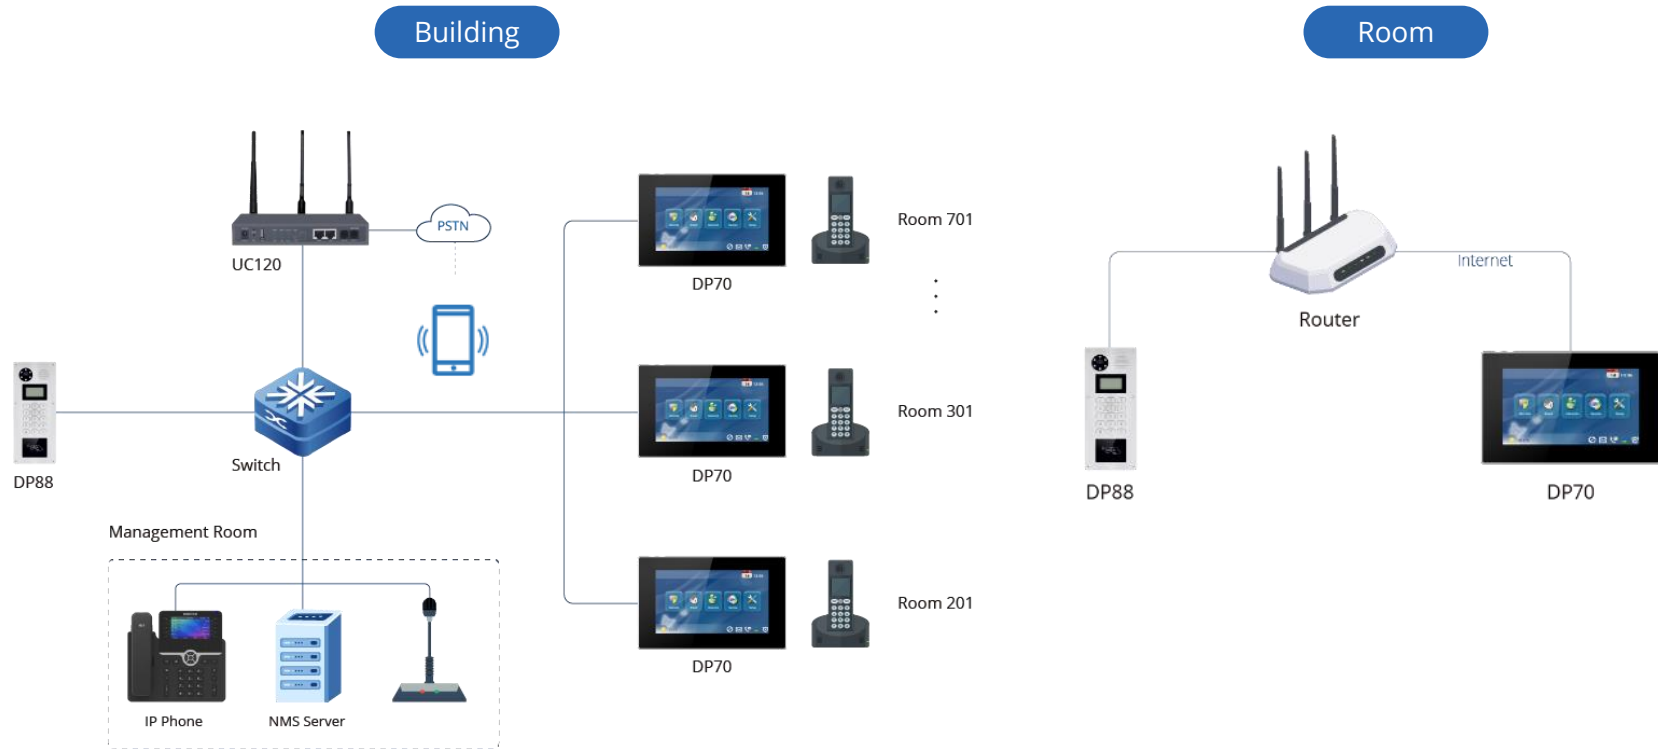 Building
Room
PSTN
UC120
DP70
Room 701
Internet
Router
Switch
DP88
DP70
Room 301
DP88
DP70
Management Room
DP70
Room 201
IP Phone
NMS Server